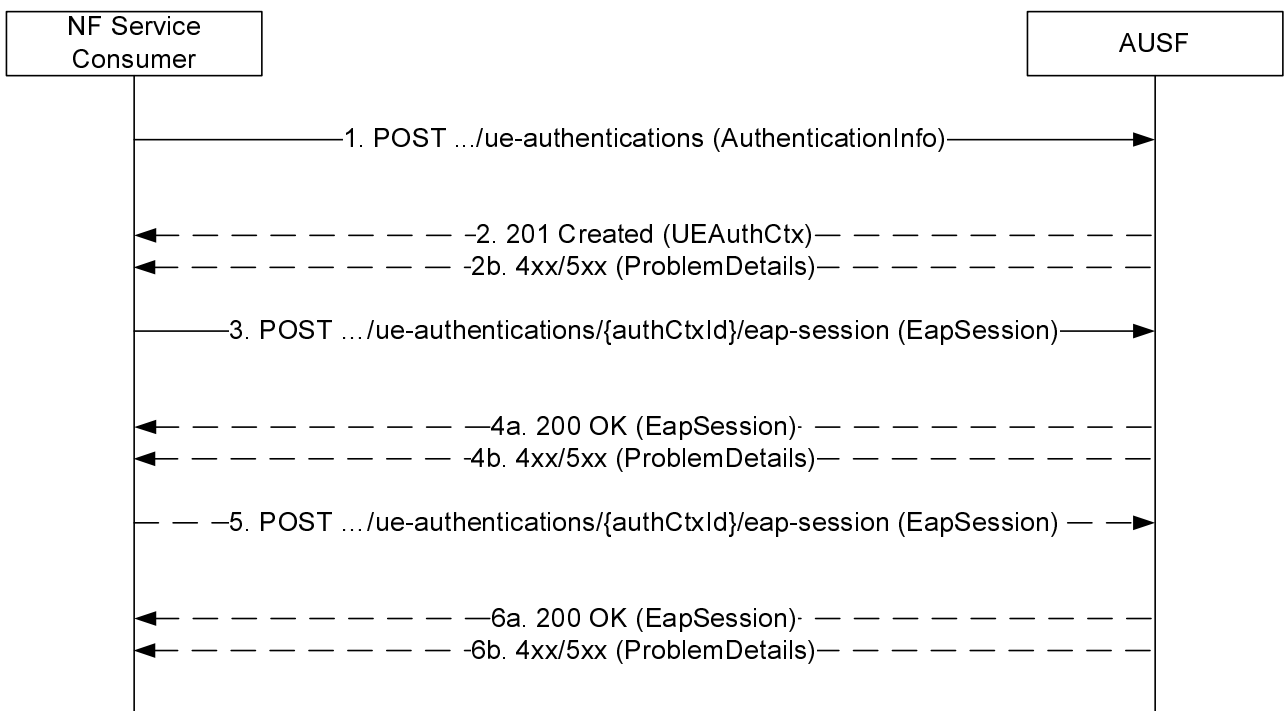 NF Service
Consumer
AUSF
1. POST .../ue-authentications (AuthenticationInfo)
2. 201 Created (UEAuthCtx)
2b. 4xx/5xx (ProblemDetails)
3. POST .../ue-authentications/{authCtxId}/eap-session (EapSession)
4a. 200 OK (EapSession)
4b. 4xx/5xx (ProblemDetails)
5. POST .../ue-authentications/{authCtxId}/eap-session (EapSession)
6a. 200 OK (EapSession)
6b. 4xx/5xx (ProblemDetails)